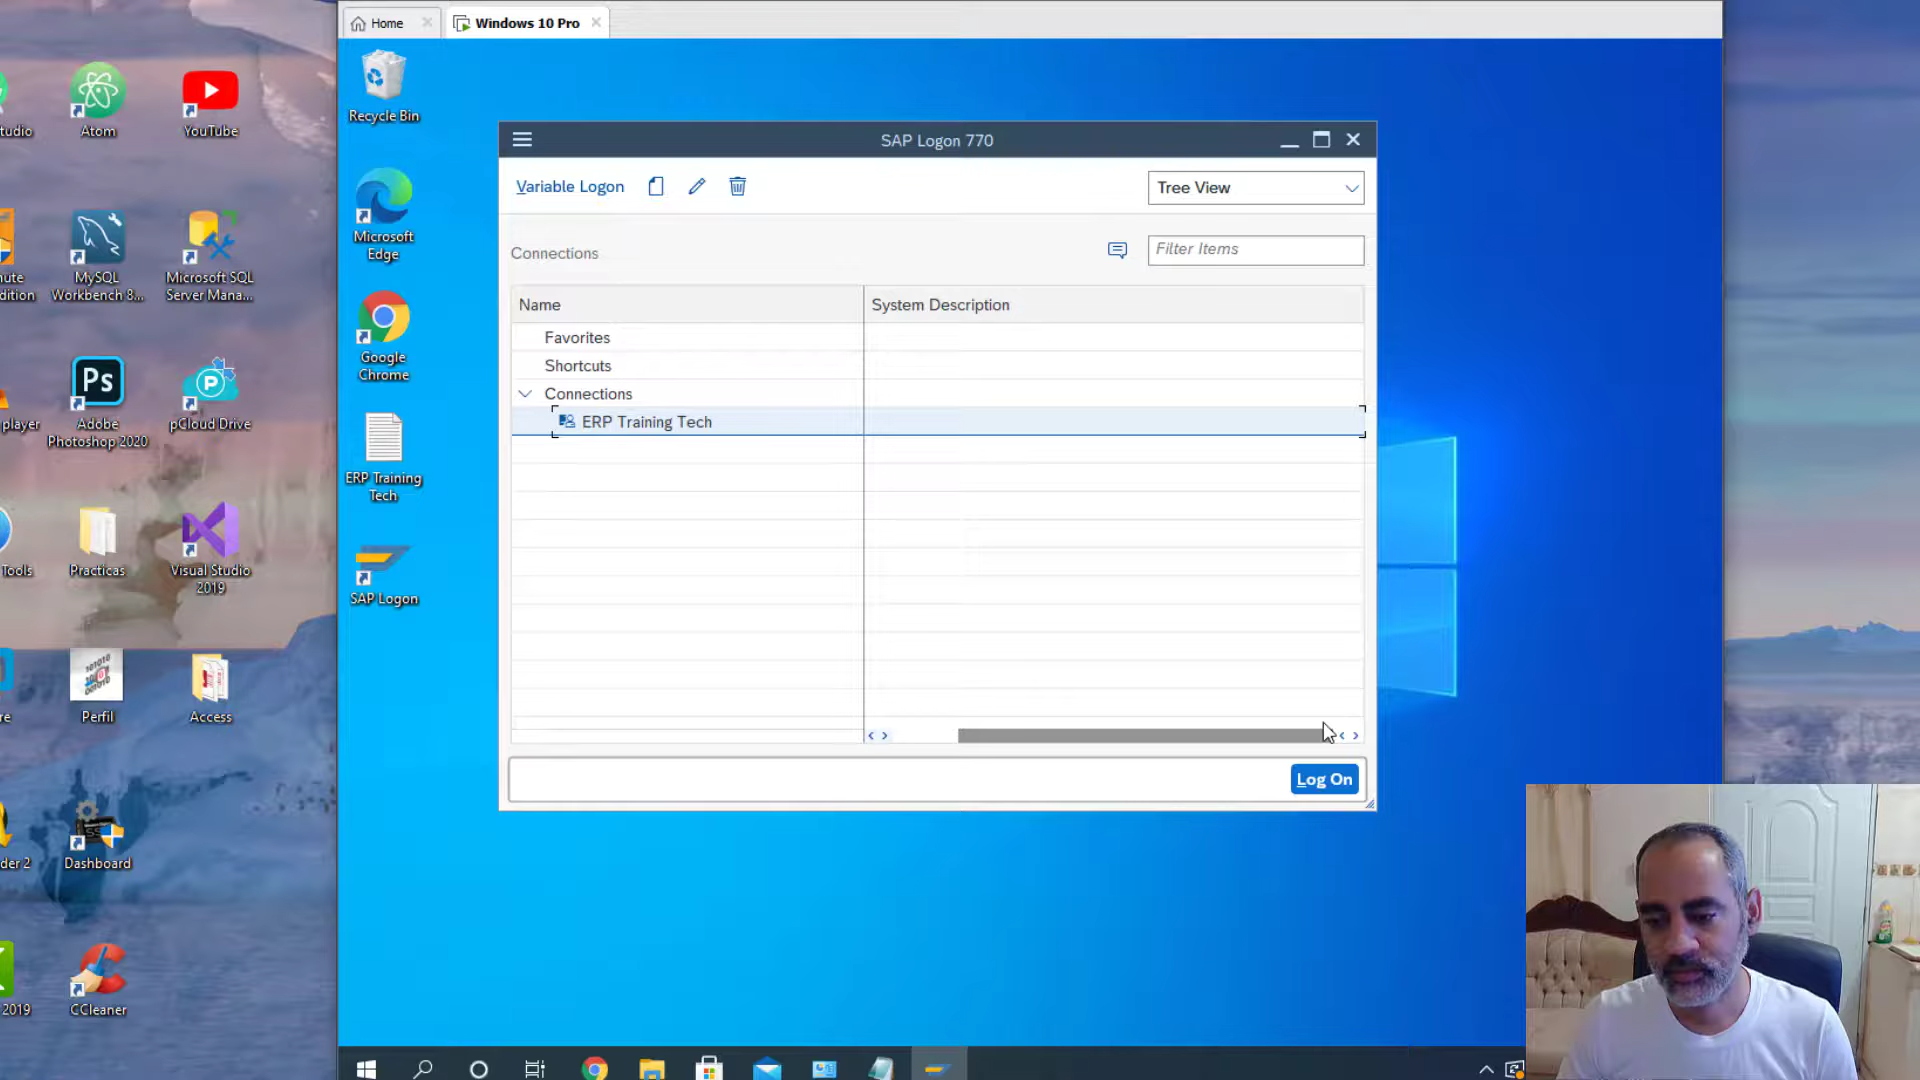 Home
Windows 10 Pro
tudio
Atom
YouTube
MySQL
Workbench 8...
Microsoft SQL
Server Mana...
nute
dition
player
Adobe
Photoshop 2020
pCloud Drive
Tools
Practicas
Visual Studio
2019
re
Perfil
Access
der 2
Dashboard
2019
CCleaner
Ps
Recycle Bin
Microsoft
Edge
Google
Chrome
ERP Training
Tech
SAP Logon
SAP Logon 770
Variable Logon
Tree View
Connections
Filter Items
Name
System Description
Favorites
Shortcuts
Connections
ERP Training Tech
Log On